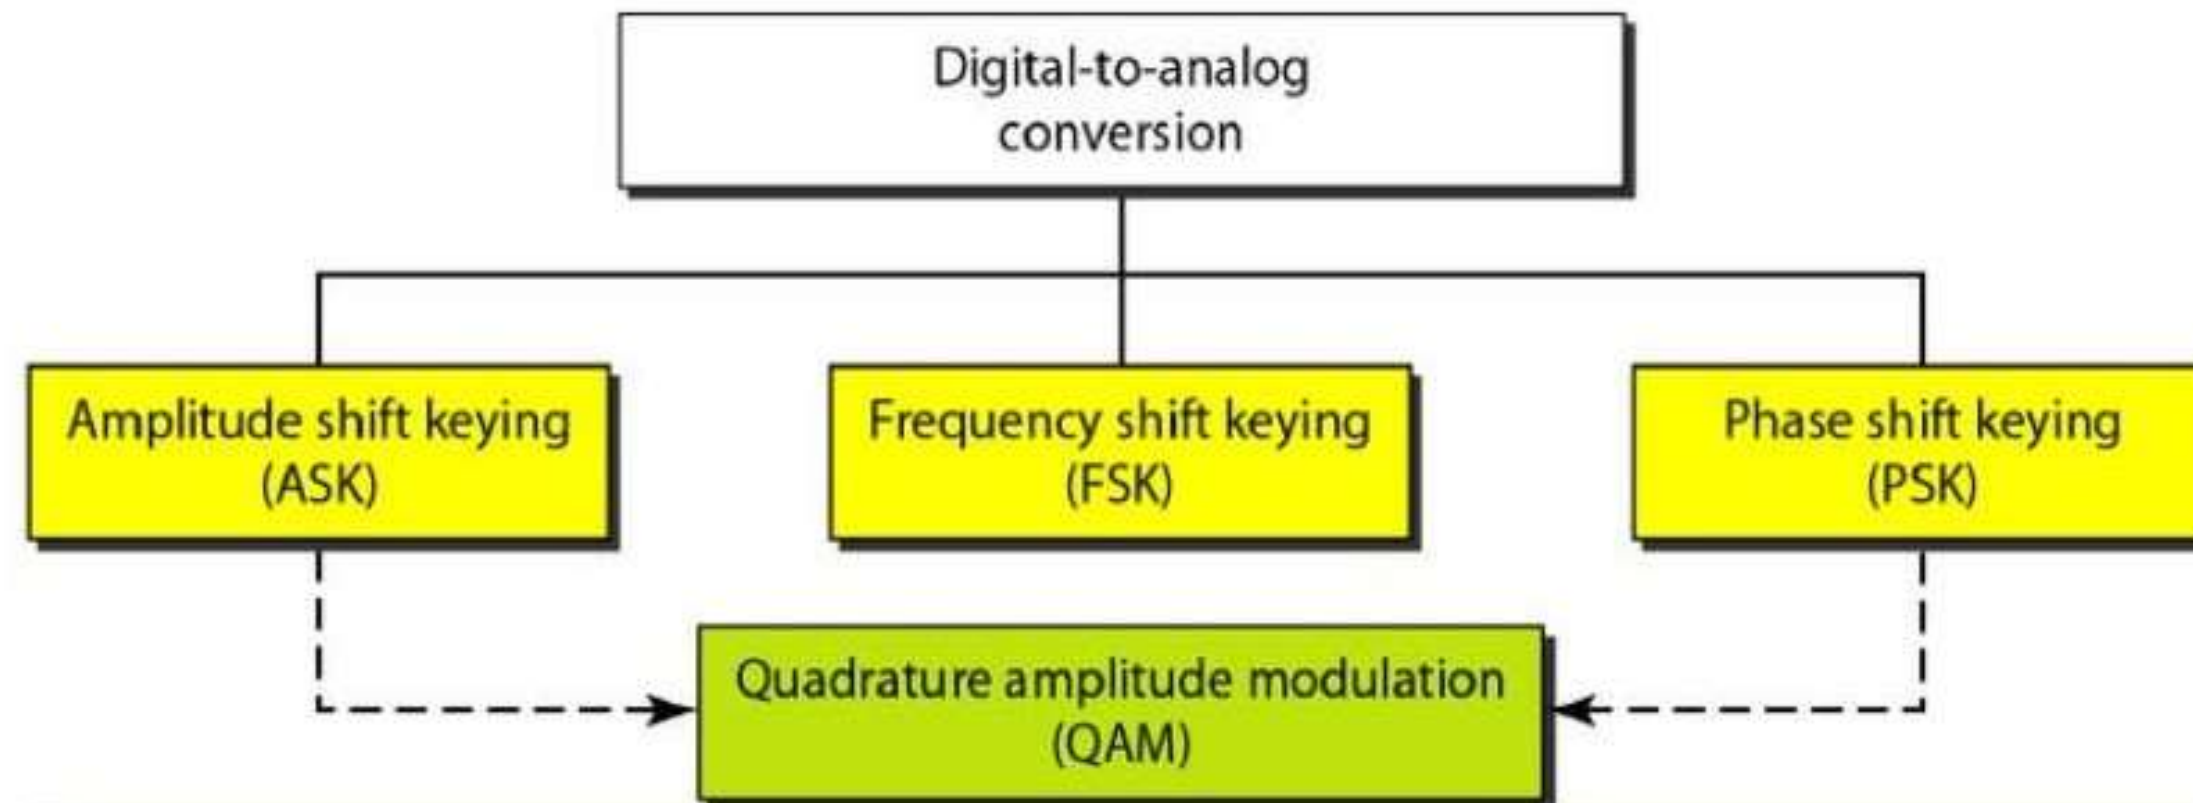 Digital-to-analog
conversion
Amplitude shift keying
(ASK)
Frequency shift keying
(FSK)
Phase shift keying
(PSK)
Quadrature amplitude modulation
(QAM)